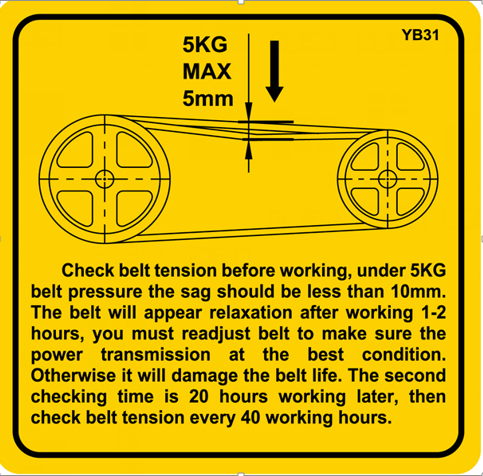 YB31
5KG
MAX
5mm
Check belt tension before working, under 5KG
belt pressure the sag should be less than 10mm.
The belt will appear relaxation after working 1-2
hours, you must readjust belt to make sure the
power transmission at the best condition.
Otherwise it will damage the belt life. The second
checking time is 20 hours working later, then
check belt tension every 40 working hours.